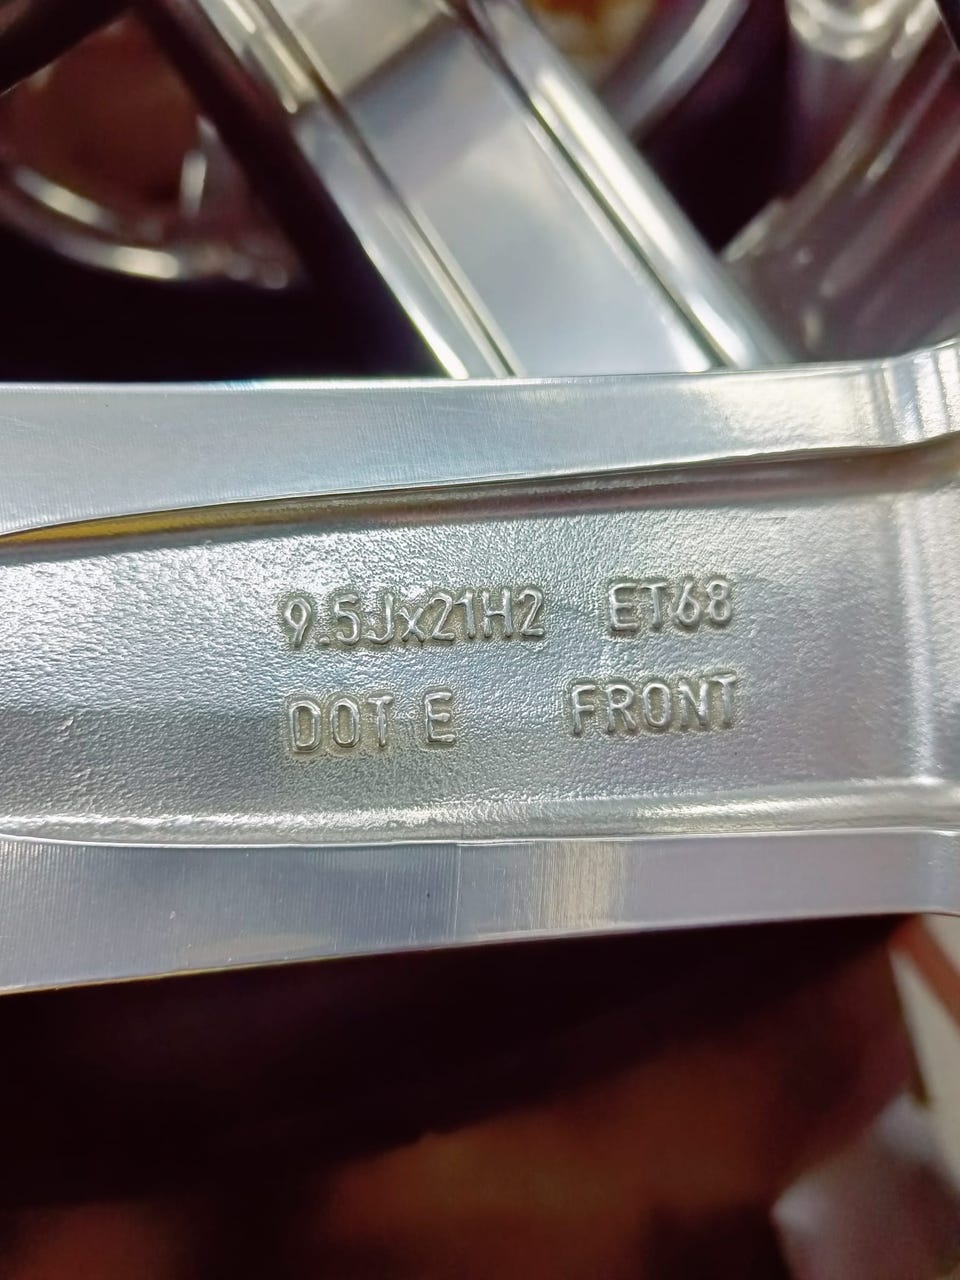 9.5Jx21H2 ET68
DOT E FRONT